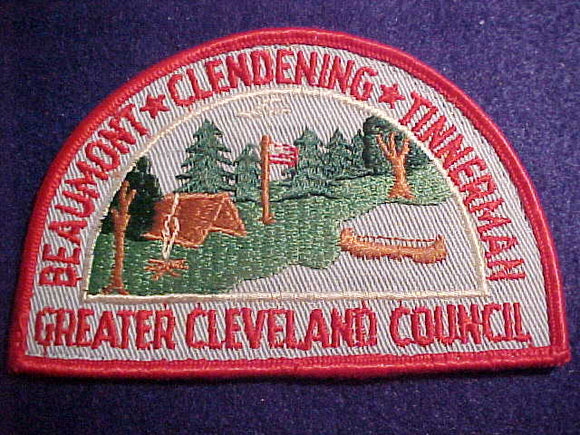 BEAUMONT★CLENDENING★TINNERMAN
GREATER CLEVELAND COUNCIL